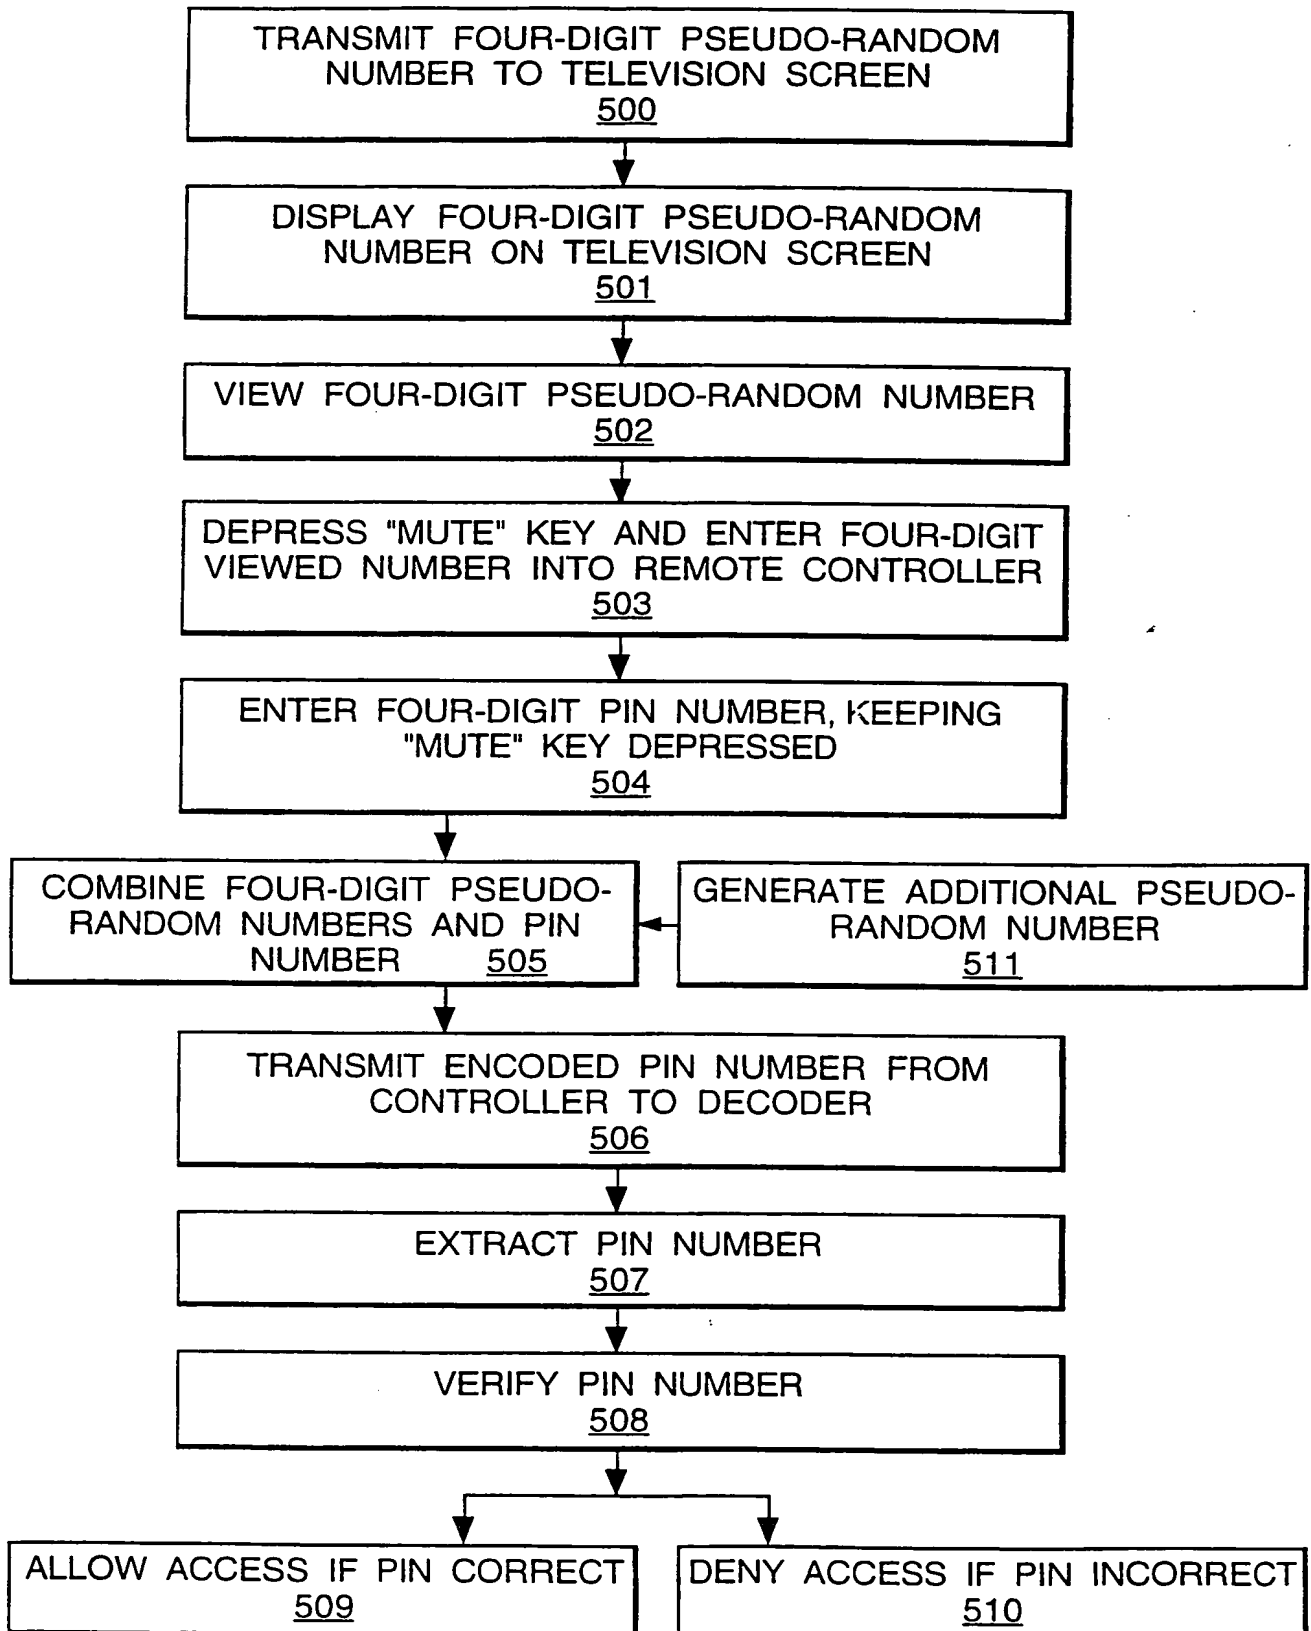 TRANSMIT FOUR-DIGIT PSEUDO-RANDOM
NUMBER TO TELEVISION SCREEN
500
DISPLAY FOUR-DIGIT PSEUDO-RANDOM
NUMBER ON TELEVISION SCREEN
501
VIEW FOUR-DIGIT PSEUDO-RANDOM NUMBER
502
DEPRESS "MUTE" KEY AND ENTER FOUR-DIGIT
VIEWED NUMBER INTO REMOTE CONTROLLER
503
ENTER FOUR-DIGIT PIN NUMBER, KEEPING
"MUTE" KEY DEPRESSED
504
COMBINE FOUR-DIGIT PSEUDO-
RANDOM NUMBERS AND PIN
NUMBER 505
GENERATE ADDITIONAL PSEUDO-
RANDOM NUMBER
511
TRANSMIT ENCODED PIN NUMBER FROM
CONTROLLER TO DECODER
506
EXTRACT PIN NUMBER
507
VERIFY PIN NUMBER
508
ALLOW ACCESS IF PIN CORRECT
509
DENY ACCESS IF PIN INCORRECT
510